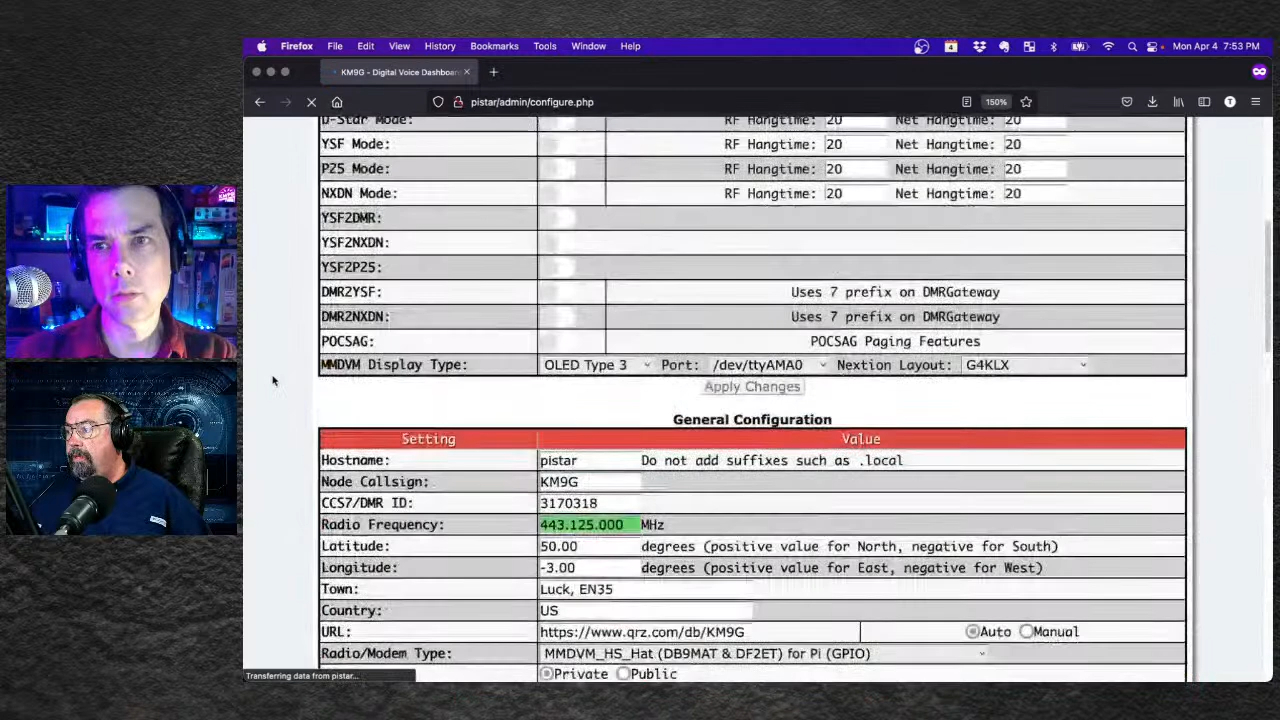 Firefox File Edit View History Bookmarks Tools Window Help 4 Mon Apr 4 7:53 PM
KM9G - Digital Voice Dashboar
pistar/admin/configure.php 150% T
D-Star Mode: RF Hangtime: 20 Net Hangtime: 20
YSF Mode: RF Hangtime: 20 Net Hangtime: 20
P25 Mode: RF Hangtime: 20 Net Hangtime: 20
NXDN Mode: RF Hangtime: 20 Net Hangtime: 20
YSF2DMR:
YSF2NXDN:
YSF2P25:
DMR2YSF: Uses 7 prefix on DMRGateway
DMR2NXDN: Uses 7 prefix on DMRGateway
POCSAG: POCSAG Paging Features
MMDVM Display Type: OLED Type 3 Port: /dev/ttyAMA0 Nextion Layout: G4KLX
Apply Changes
General Configuration
Setting Value
Hostname: pistar Do not add suffixes such as .local
Node Callsign: KM9G
CCS7/DMR ID: 3170318
Radio Frequency: 443.125.000 MHz
Latitude: 50.00 degrees (positive value for North, negative for South)
Longitude: -3.00 degrees (positive value for East, negative for West)
Town: Luck, EN35
Country: US
URL: https://www.qrz.com/db/KM9G Auto Manual
Radio/Modem Type: MMDVM_HS_Hat (DB9MAT & DF2ET) for Pi (GPIO)
Private Public
Transferring data from pistar...